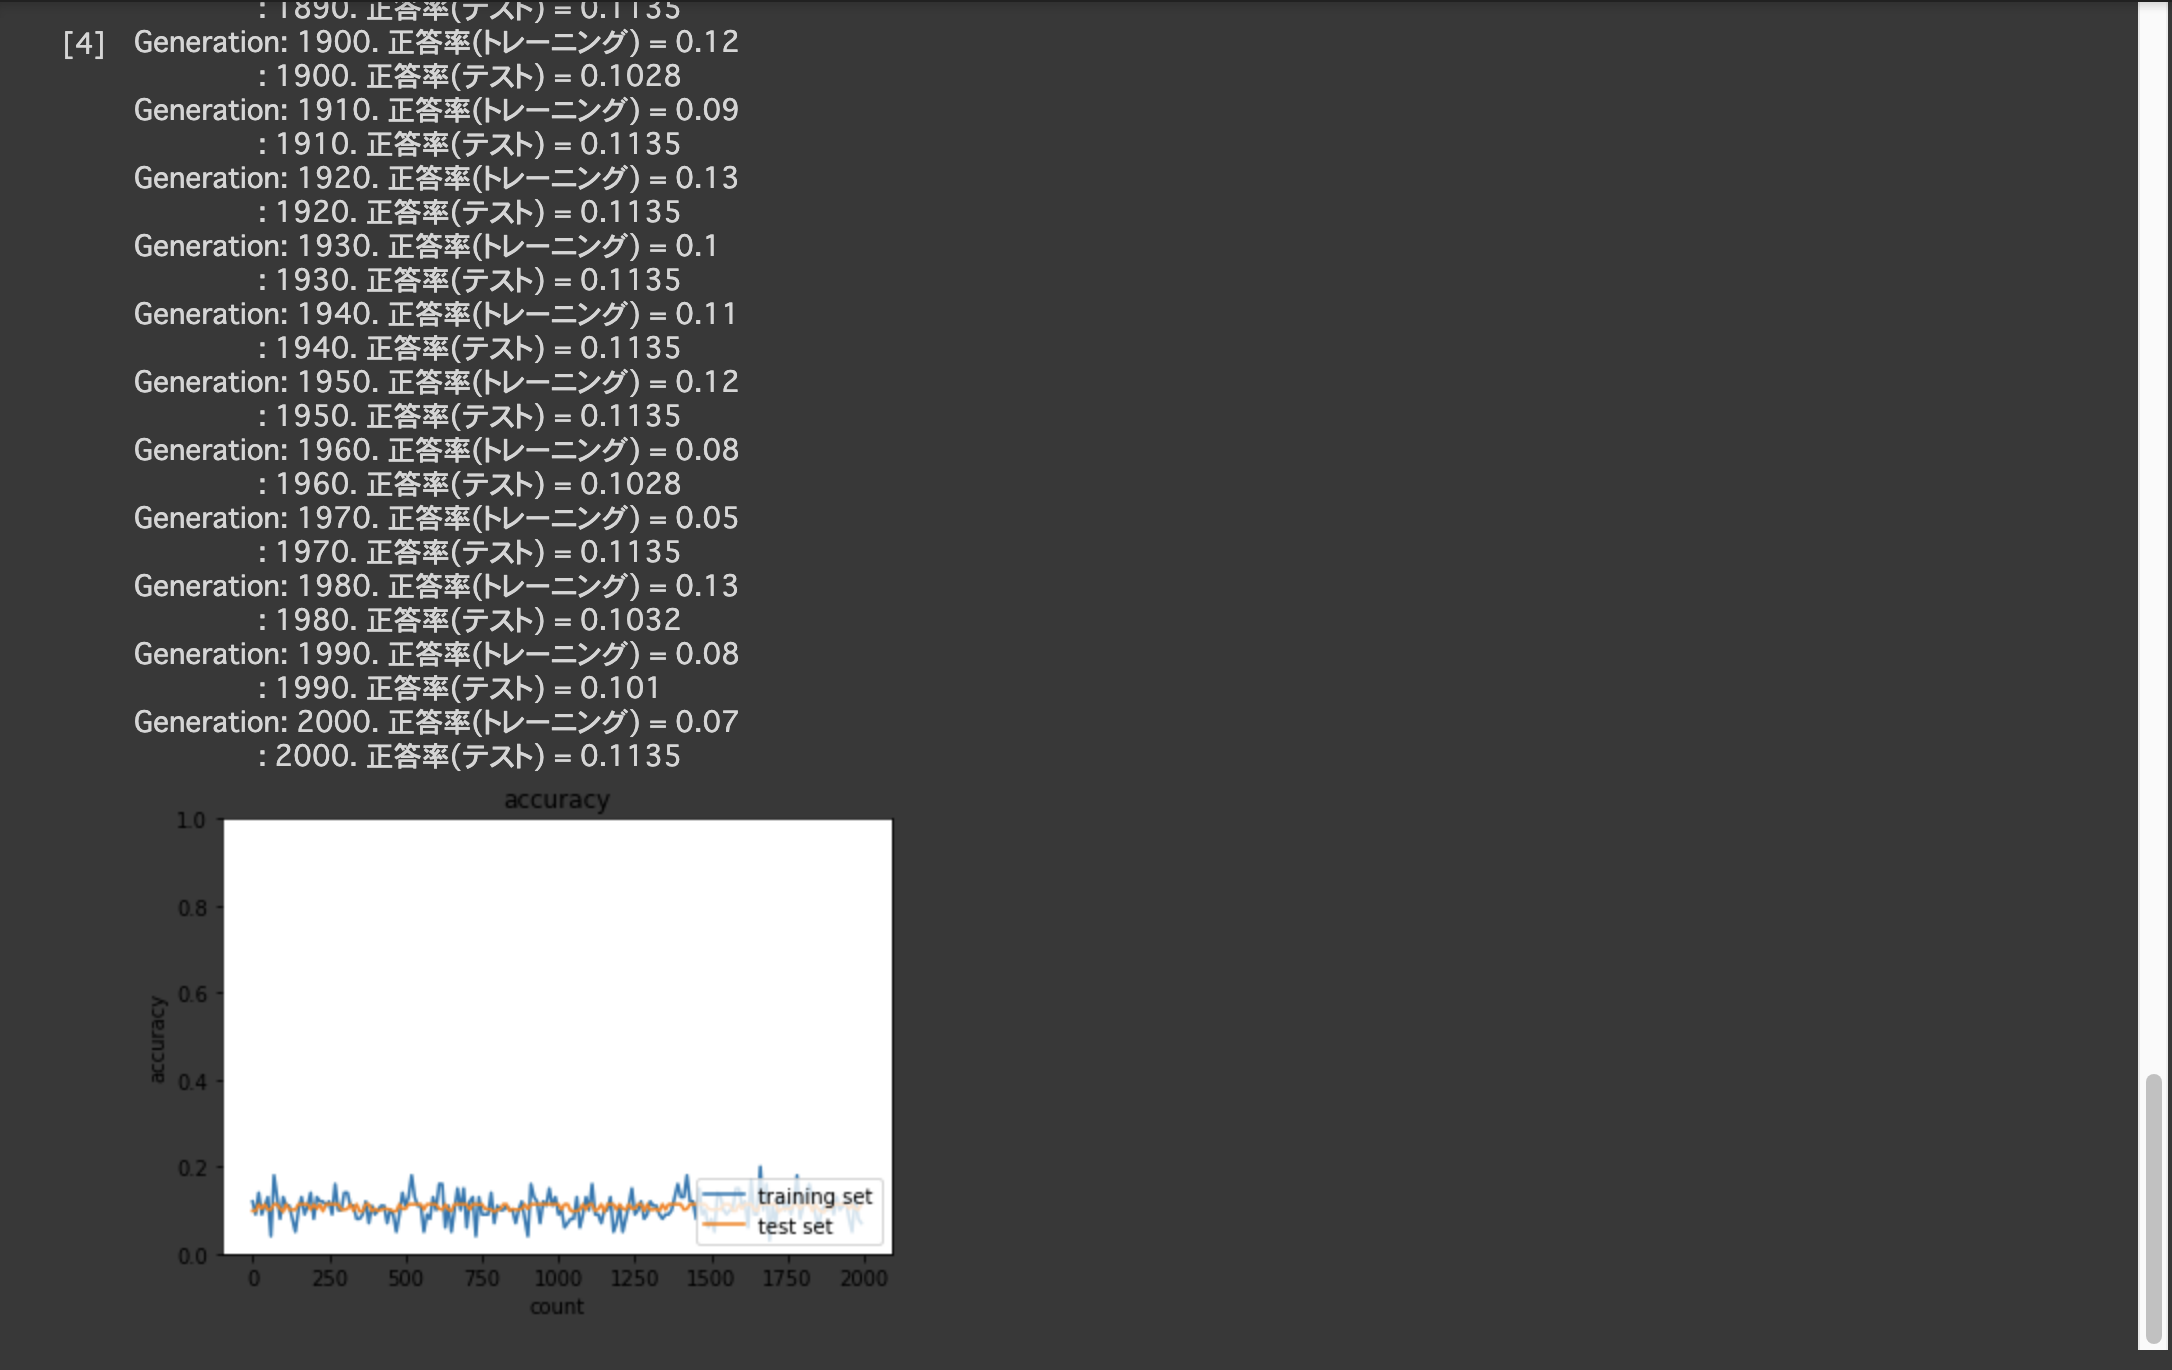 : 1890. 正答率(テスト) = 0.1135
[4] Generation: 1900. 正答率(トレーニング) = 0.12
: 1900. 正答率(テスト) = 0.1028
Generation: 1910. 正答率(トレーニング) = 0.09
: 1910. 正答率(テスト) = 0.1135
Generation: 1920. 正答率(トレーニング) = 0.13
: 1920. 正答率(テスト) = 0.1135
Generation: 1930. 正答率(トレーニング) = 0.1
: 1930. 正答率(テスト) = 0.1135
Generation: 1940. 正答率(トレーニング) = 0.11
: 1940. 正答率(テスト) = 0.1135
Generation: 1950. 正答率(トレーニング) = 0.12
: 1950. 正答率(テスト) = 0.1135
Generation: 1960. 正答率(トレーニング) = 0.08
: 1960. 正答率(テスト) = 0.1028
Generation: 1970. 正答率(トレーニング) = 0.05
: 1970. 正答率(テスト) = 0.1135
Generation: 1980. 正答率(トレーニング) = 0.13
: 1980. 正答率(テスト) = 0.1032
Generation: 1990. 正答率(トレーニング) = 0.08
: 1990. 正答率(テスト) = 0.101
Generation: 2000. 正答率(トレーニング) = 0.07
: 2000. 正答率(テスト) = 0.1135
accuracy
1.0
0.8
0.6
0.4
0.2
0.0
accuracy
training set
test set
0 250 500 750 1000 1250 1500 1750 2000
count